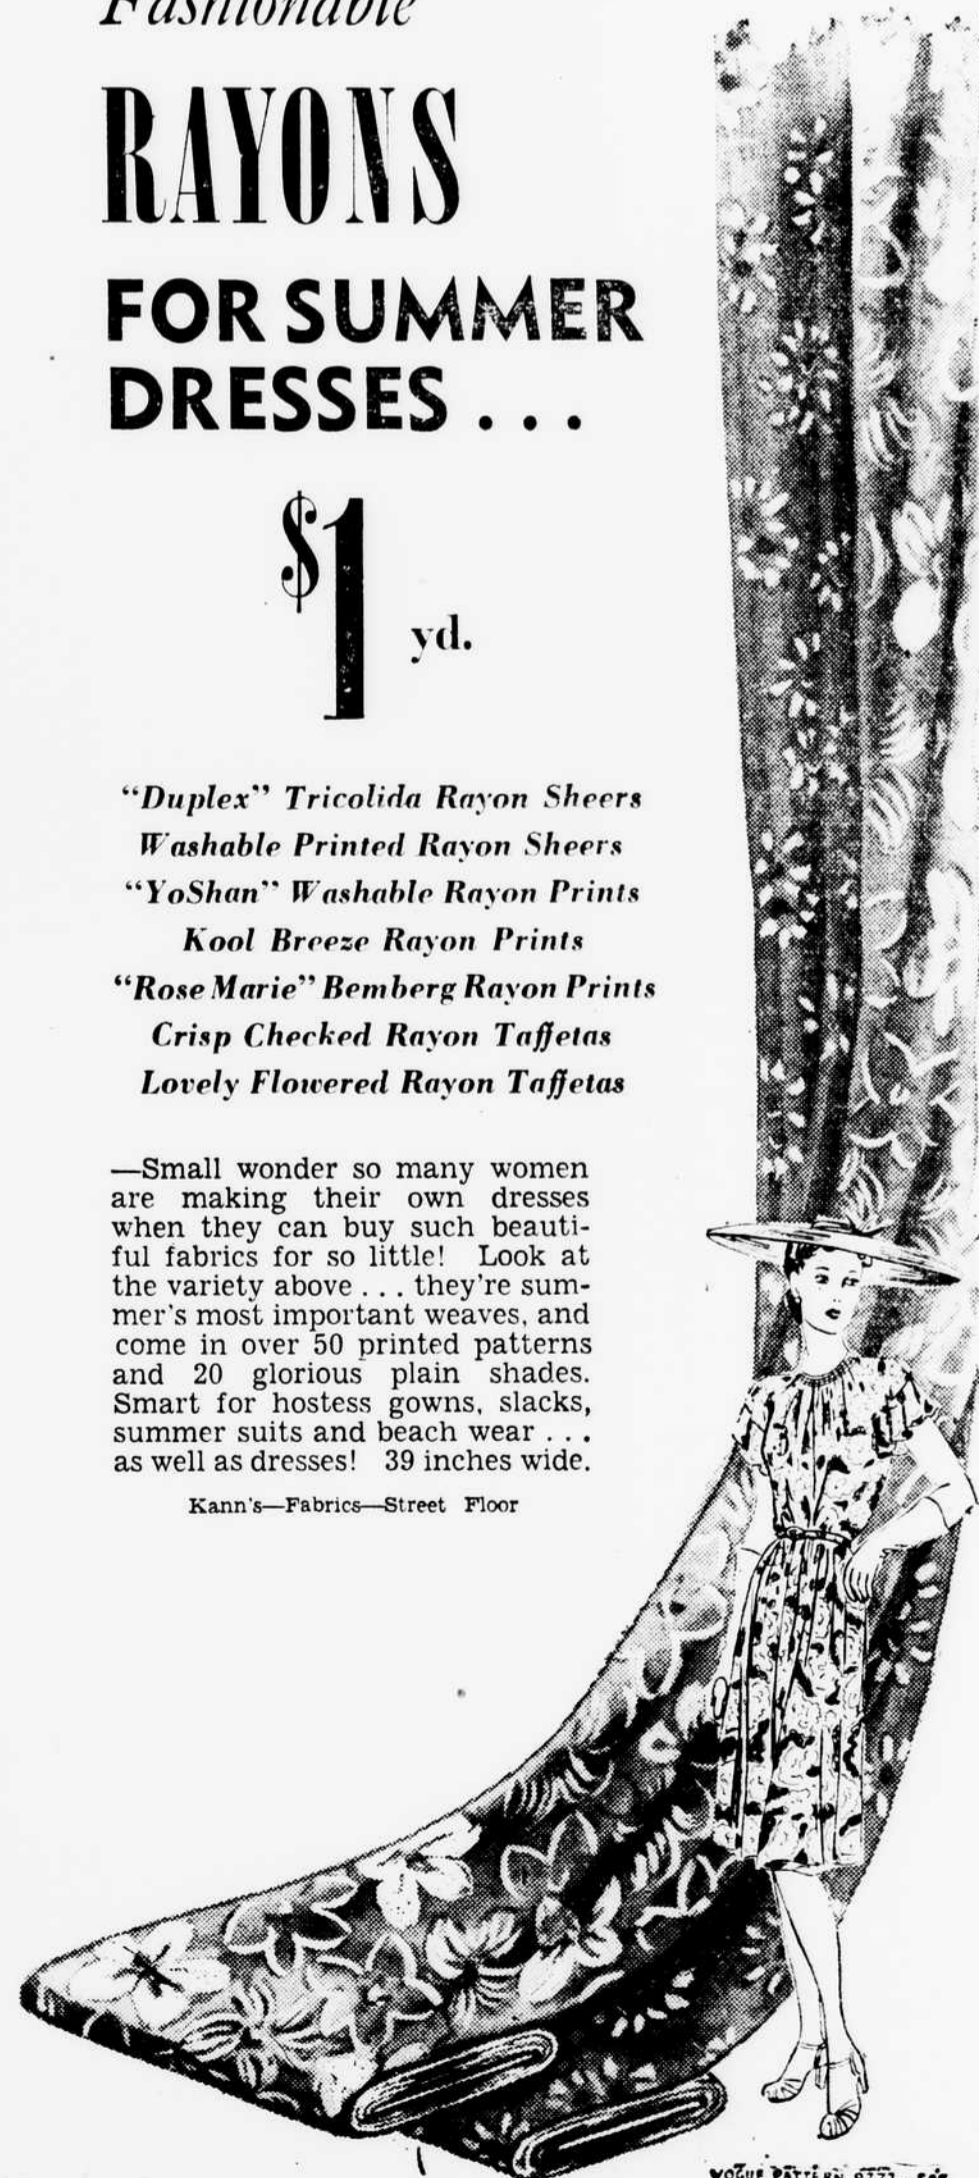 Fashionable
RAYONS
FOR SUMMER
DRESSES . . .
$1
yd.
"Duplex" Tricolida Rayon Sheers
Washable Printed Rayon Sheers
"YoShan" Washable Rayon Prints
Kool Breeze Rayon Prints
"Rose Marie" Bemberg Rayon Prints
Crisp Checked Rayon Taffetas
Lovely Flowered Rayon Taffetas
—Small wonder so many women
are making their own dresses
when they can buy such beauti-
ful fabrics for so little! Look at
the variety above . . . they're sum-
mer's most important weaves, and
come in over 50 printed patterns
and 20 glorious plain shades.
Smart for hostess gowns, slacks,
summer suits and beach wear . . .
as well as dresses! 39 inches wide.
Kann's—Fabrics—Street Floor
VOGUE PATTERN